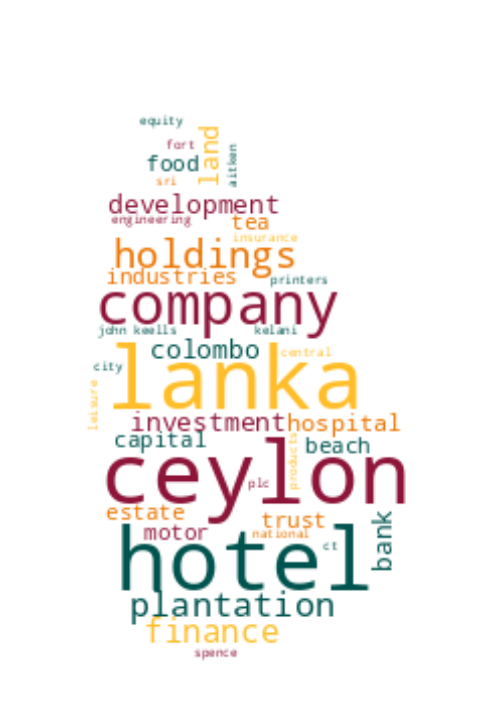 equity
fort
land
food
aitken
sri
development
engineering
tea
insurance
holdings
industries
printers
company
john keells
kelani
colombo
central
lanka
city
leisure
investment
hospital
capital
beach
products
ceylon
plc
estate
trust
bank
motor
national
hotel
ct
plantation
finance
spence